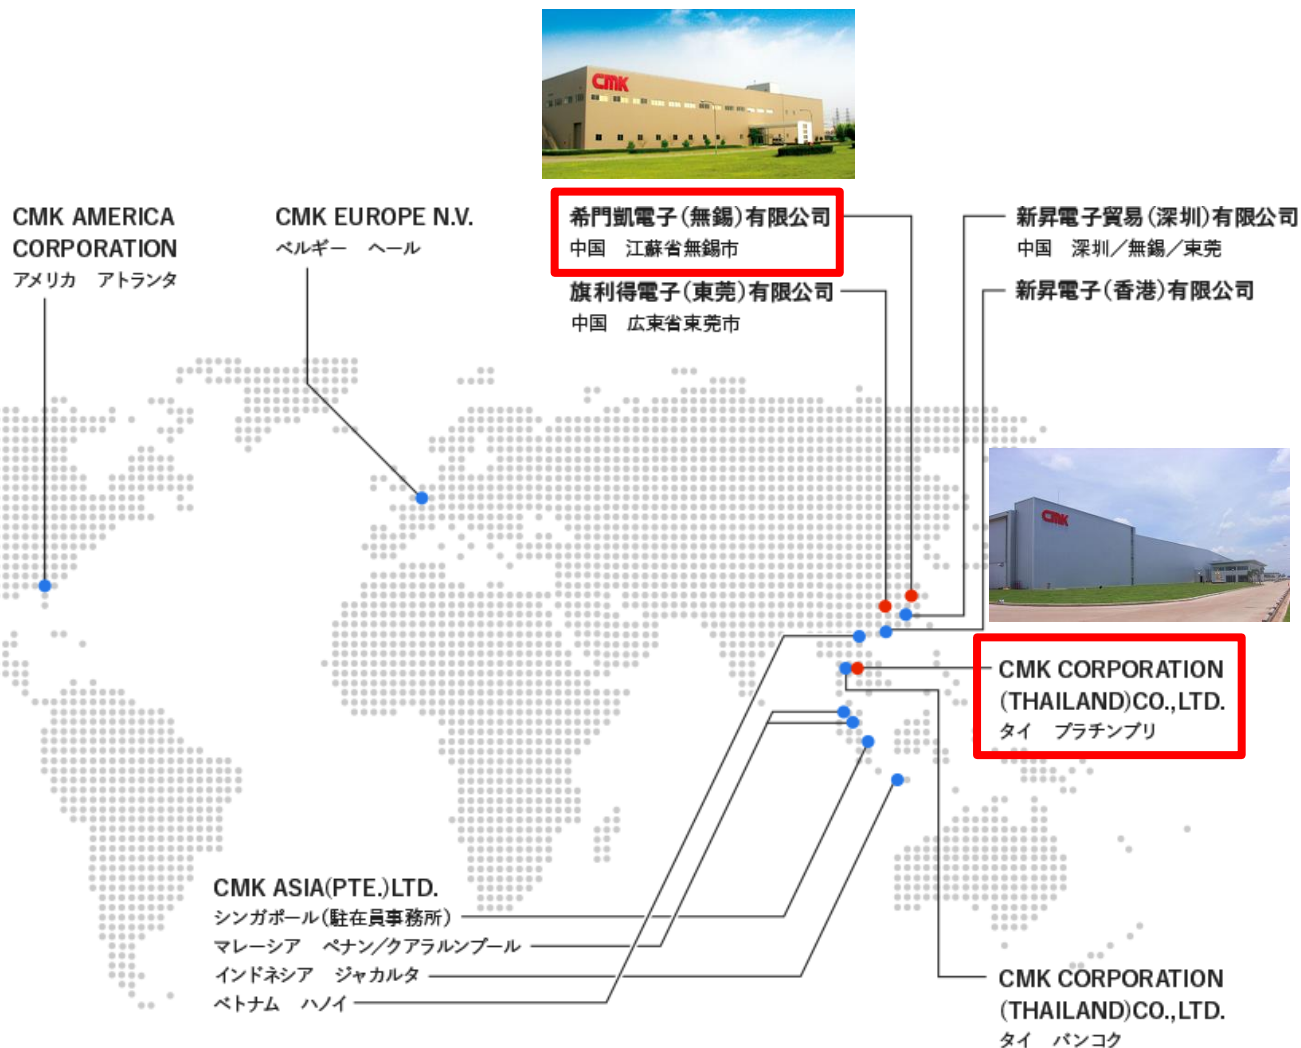 CMK
CMK AMERICA
CORPORATION
アメリカ　アトランタ
CMK EUROPE N.V.
ベルギー　ヘール
希門凱電子(無錫)有限公司
中国　江蘇省無錫市
旗利得電子(東莞)有限公司
中国　広東省東莞市
新昇電子貿易(深圳)有限公司
中国　深圳／無錫／東莞
新昇電子(香港)有限公司
CMK
CMK CORPORATION
(THAILAND)CO.,LTD.
タイ　プラチンブリ
CMK ASIA(PTE.)LTD.
シンガポール(駐在員事務所)
マレーシア　ペナン/クアラルンプール
インドネシア　ジャカルタ
ベトナム　ハノイ
CMK CORPORATION
(THAILAND)CO.,LTD.
タイ　バンコク